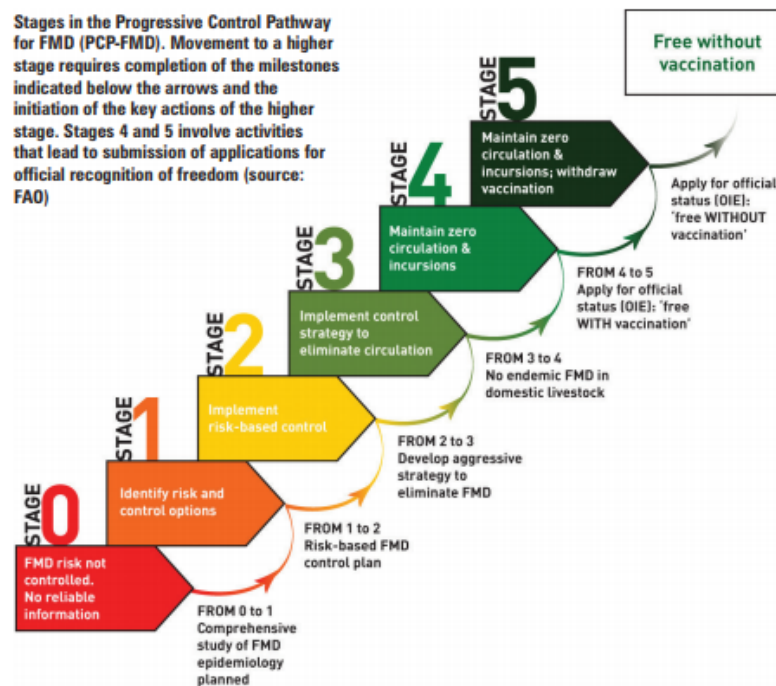 Stages in the Progressive Control Pathway
for FMD (PCP-FMD). Movement to a higher
stage requires completion of the milestones
indicated below the arrows and the
initiation of the key actions of the higher
stage. Stages 4 and 5 involve activities
that lead to submission of applications for
official recognition of freedom (source:
FAO)
Free without
vaccination
STAGE
5
Maintain zero
circulation &
incursions; withdraw
vaccination
Apply for official
status (OIE):
'free WITHOUT
vaccination'
STAGE
4
Maintain zero
circulation &
incursions
FROM 4 to 5
Apply for official
status (OIE): 'free
WITH vaccination'
STAGE
3
Implement control
strategy to
eliminate circulation
FROM 3 to 4
No endemic FMD in
domestic livestock
STAGE
2
Implement
risk-based control
FROM 2 to 3
Develop aggressive
strategy to
eliminate FMD
STAGE
1
Identify risk and
control options
FROM 1 to 2
Risk-based FMD
control plan
STAGE
0
FMD risk not
controlled.
No reliable
information
FROM 0 to 1
Comprehensive
study of FMD
epidemiology
planned